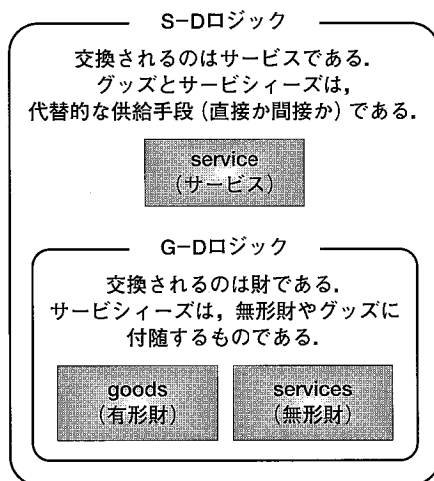 S−Dロジック
交換されるのはサービスである．
グッズとサービシィーズは，
代替的な供給手段（直接か間接か）である．
service
（サービス）
G−Dロジック
交換されるのは財である．
サービシィーズは，無形財やグッズに
付随するものである．
goods
（有形財）
services
（無形財）